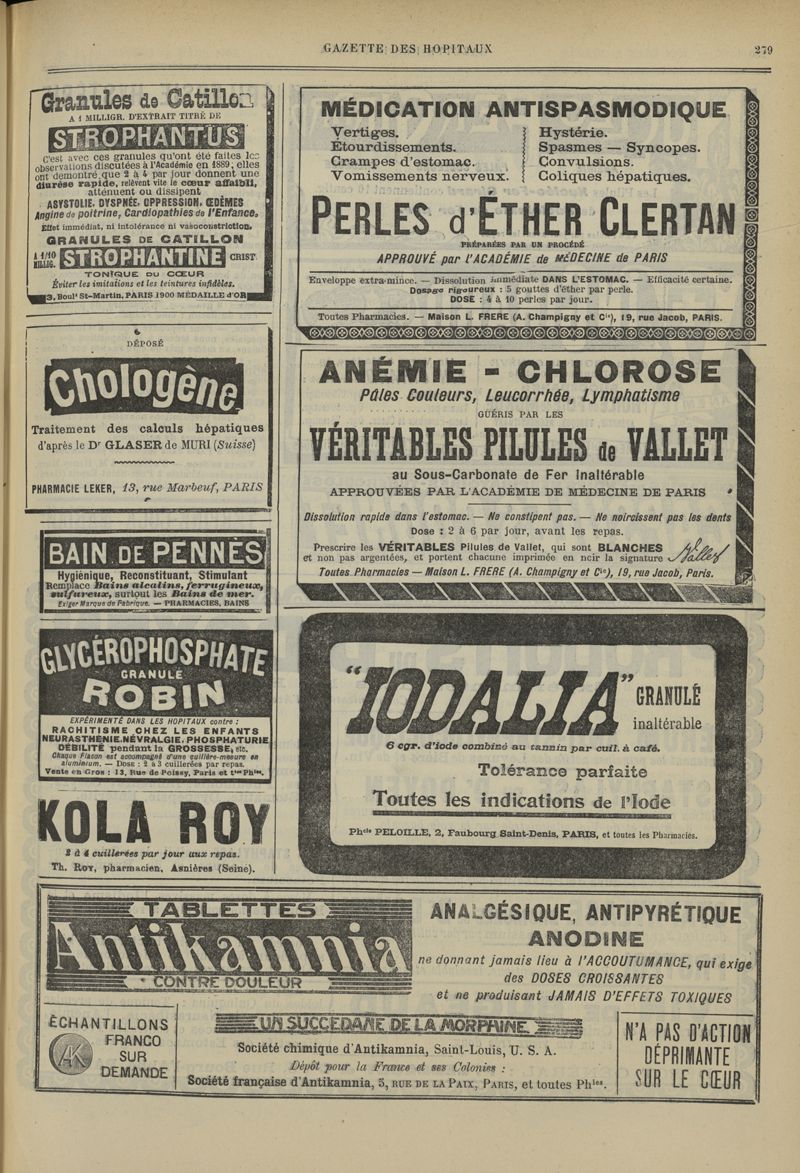 GAZETTE DES HOPITAUX
279
Granules de Catillon
A 1 MILLIGR. D'EXTRAIT TITRÉ DE
STROPHANTUS
C'est avec ces granules qu'ont été faites les
observations discutées à l'Académie en 1889; elles
ont démontré que 2 à 4 par jour donnent une
diurèse rapide, relèvent vite le cœur affaibli,
atténuent ou dissipent
ASYSTOLIE, DYSPNÉE, OPPRESSION, ŒDÈMES
Angine de poitrine, Cardiopathies de l'Enfance.
Effet immédiat, ni intolérance ni vasoconstriction.
GRANULES DE CATILLON
A 1/10 MILLIG. STROPHANTINE CRIST.
TONIQUE DU CŒUR
Éviter les imitations et les teintures infidèles.
3, Boulᵗ St-Martin, PARIS 1900 MÉDAILLE d'OR
DÉPOSÉ
Chologène
Traitement des calculs hépatiques
d'après le Dʳ GLASER de MURI (Suisse)
PHARMACIE LEKER, 13, rue Marbeuf, PARIS
BAIN DE PENNÈS
Hygiénique, Reconstituant, Stimulant
Remplace Bains alcalins, ferrugineux,
sulfureux, surtout les Bains de mer.
Exiger Marque de Fabrique. — PHARMACIES, BAINS
GLYCÉROPHOSPHATE
GRANULÉ
ROBIN
EXPÉRIMENTÉ DANS LES HOPITAUX contre :
RACHITISME CHEZ LES ENFANTS
NEURASTHÉNIE, NÉVRALGIE, PHOSPHATURIE
DÉBILITÉ pendant la GROSSESSE, etc.
Chaque Flacon est accompagné d'une cuillère-mesure en
aluminium. — DOSE : 2 à 3 cuillerées par repas.
Vente en Gros : 13, Rue de Poissy, Paris et tᵗᵉˢ Phⁱᵉˢ.
KOLA ROY
2 à 4 cuillerées par jour aux repas.
Th. ROY, pharmacien, Asnières (Seine).
MÉDICATION ANTISPASMODIQUE
Vertiges.
Étourdissements.
Crampes d'estomac.
Vomissements nerveux.
Hystérie.
Spasmes — Syncopes.
Convulsions.
Coliques hépatiques.
PERLES d'ÉTHER CLERTAN
PRÉPARÉES PAR UN PROCÉDÉ
APPROUVÉ par l'ACADÉMIE de MÉDECINE de PARIS
Enveloppe extra-mince. — Dissolution immédiate DANS L'ESTOMAC. — Efficacité certaine.
Dosage rigoureux : 5 gouttes d'éther par perle.
DOSE : 4 à 10 perles par jour.
Toutes Pharmacies. — Maison L. FRERE (A. Champigny et Cⁱᵉ), 19, rue Jacob, PARIS.
ANÉMIE - CHLOROSE
Pâles Couleurs, Leucorrhée, Lymphatisme
GUÉRIS PAR LES
VÉRITABLES PILULES de VALLET
au Sous-Carbonate de Fer Inaltérable
APPROUVÉES PAR L'ACADÉMIE DE MÉDECINE DE PARIS
Dissolution rapide dans l'estomac. — Ne constipent pas. — Ne noircissent pas les dents
Dose : 2 à 6 par jour, avant les repas.
Prescrire les VÉRITABLES Pilules de Vallet, qui sont BLANCHES
et non pas argentées, et portent chacune imprimée en noir la signature Vallet
Toutes Pharmacies — Maison L. FRERE (A. Champigny et Cⁱᵉ), 19, rue Jacob, Paris.
"IODALIA" GRANULÉ
inaltérable
6 cgr. d'iode combiné au tannin par cuil. à café.
Tolérance parfaite
Toutes les indications de l'Iode
Phᶜⁱᵉ PELOILLE, 2, Faubourg Saint-Denis, PARIS, et toutes les Pharmacies.
TABLETTES
Antikamnia
CONTRE DOULEUR
ANALGÉSIQUE, ANTIPYRÉTIQUE
ANODINE
ne donnant jamais lieu à l'ACCOUTUMANCE, qui exige
des DOSES CROISSANTES
et ne produisant JAMAIS D'EFFETS TOXIQUES
ÉCHANTILLONS
FRANCO
SUR
DEMANDE
AK
UN SUCCEDANE DE LA MORPHINE
Société chimique d'Antikamnia, Saint-Louis, U. S. A.
Dépôt pour la France et ses Colonies :
Société française d'Antikamnia, 5, RUE DE LA PAIX, PARIS, et toutes Phⁱᵉˢ.
N'A PAS D'ACTION
DÉPRIMANTE
SUR LE CŒUR